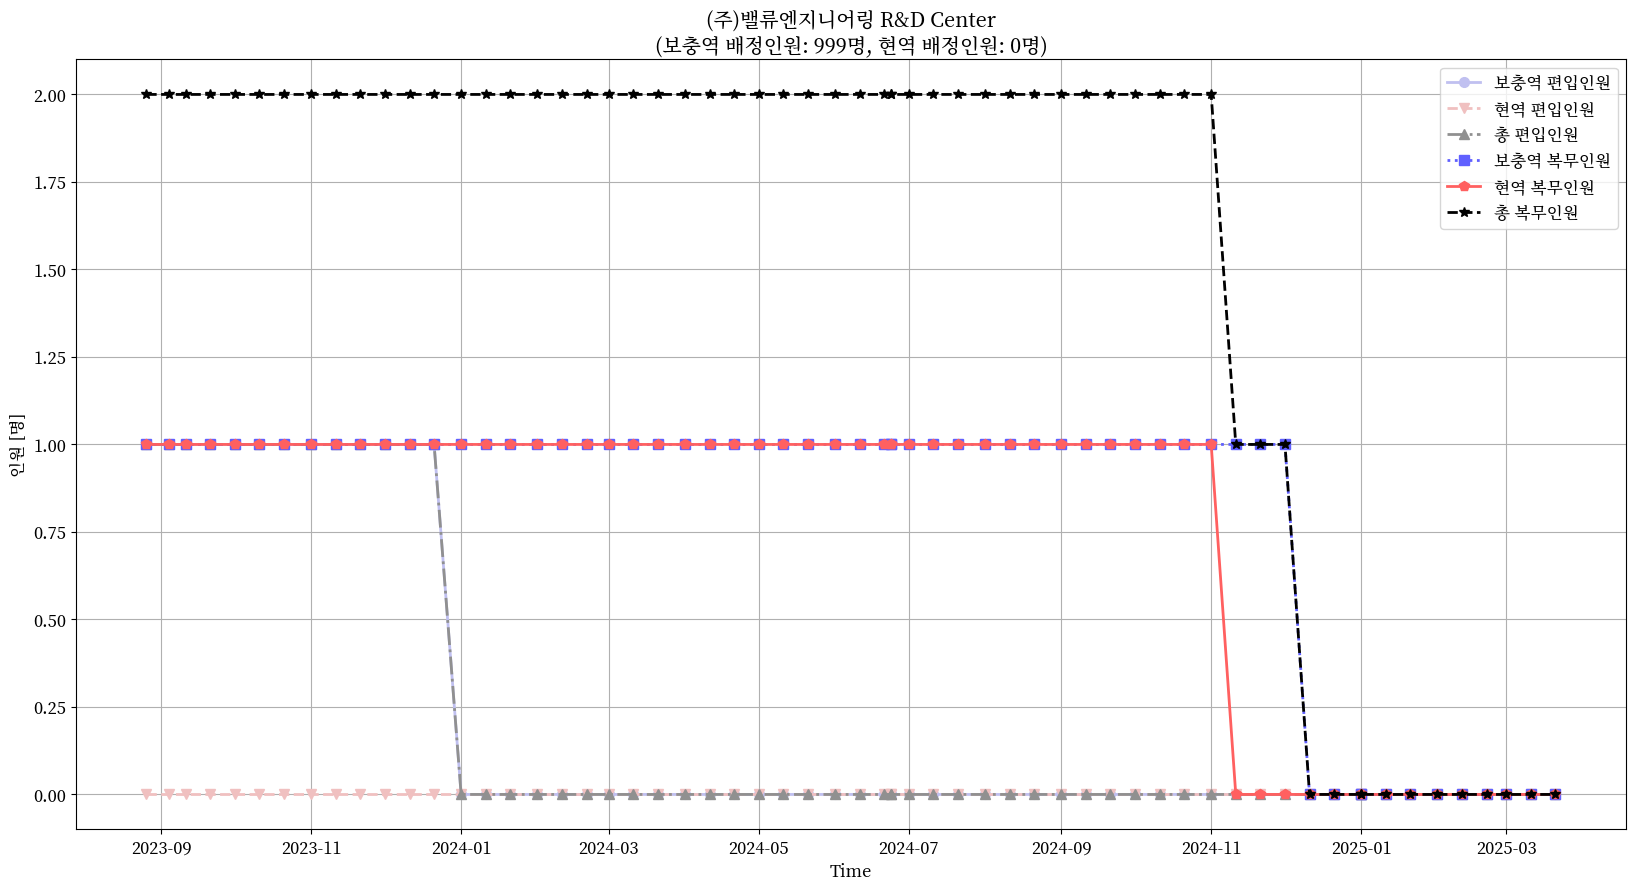 (주)밸류엔지니어링 R&D Center
(보충역 배정인원: 999명, 현역 배정인원: 0명)
보충역 편입인원
현역 편입인원
총 편입인원
보충역 복무인원
현역 복무인원
총 복무인원
인원 [명]
2.00
1.75
1.50
1.25
1.00
0.75
0.50
0.25
0.00
2023-09 2023-11 2024-01 2024-03 2024-05 2024-07 2024-09 2024-11 2025-01 2025-03
Time